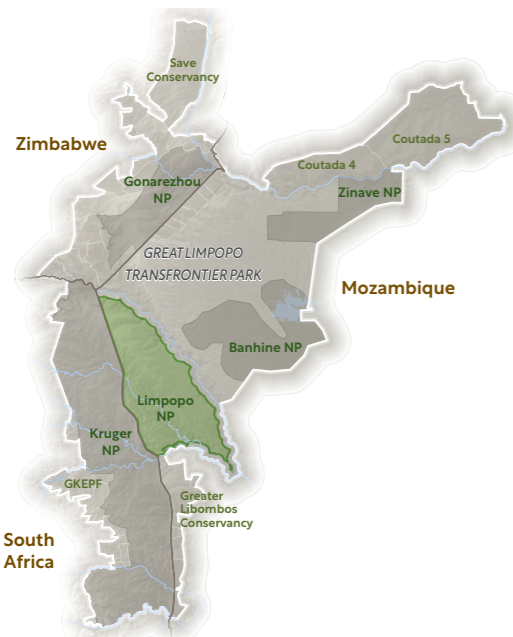 Save
Conservancy
Zimbabwe
Coutada 5
Coutada 4
Gonarezhou
NP
Zinave NP
GREAT LIMPOPO
TRANSFRONTIER PARK
Mozambique
Banhine NP
Limpopo
NP
Kruger
NP
GKEPF
Greater
Libombos
Conservancy
South
Africa